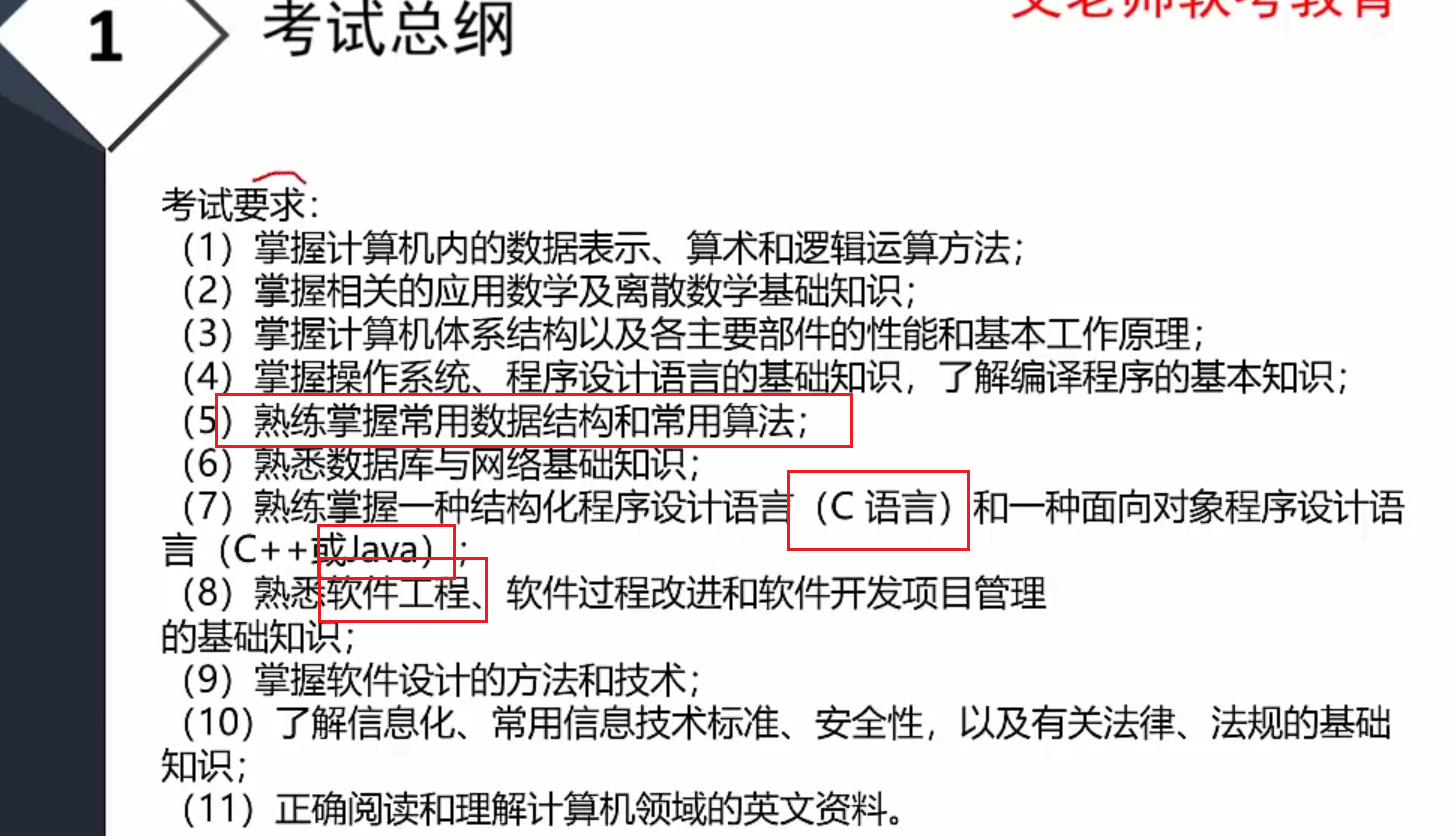 1
考试总纲
老师软考教育
考试要求：
（1）掌握计算机内的数据表示、算术和逻辑运算方法；
（2）掌握相关的应用数学及离散数学基础知识；
（3）掌握计算机体系结构以及各主要部件的性能和基本工作原理；
（4）掌握操作系统、程序设计语言的基础知识，了解编译程序的基本知识；
（5）熟练掌握常用数据结构和常用算法；
（6）熟悉数据库与网络基础知识；
（7）熟练掌握一种结构化程序设计语言（C 语言）和一种面向对象程序设计语
言（C++或Java）；
（8）熟悉软件工程、软件过程改进和软件开发项目管理
的基础知识；
（9）掌握软件设计的方法和技术；
（10）了解信息化、常用信息技术标准、安全性，以及有关法律、法规的基础
知识；
（11）正确阅读和理解计算机领域的英文资料。